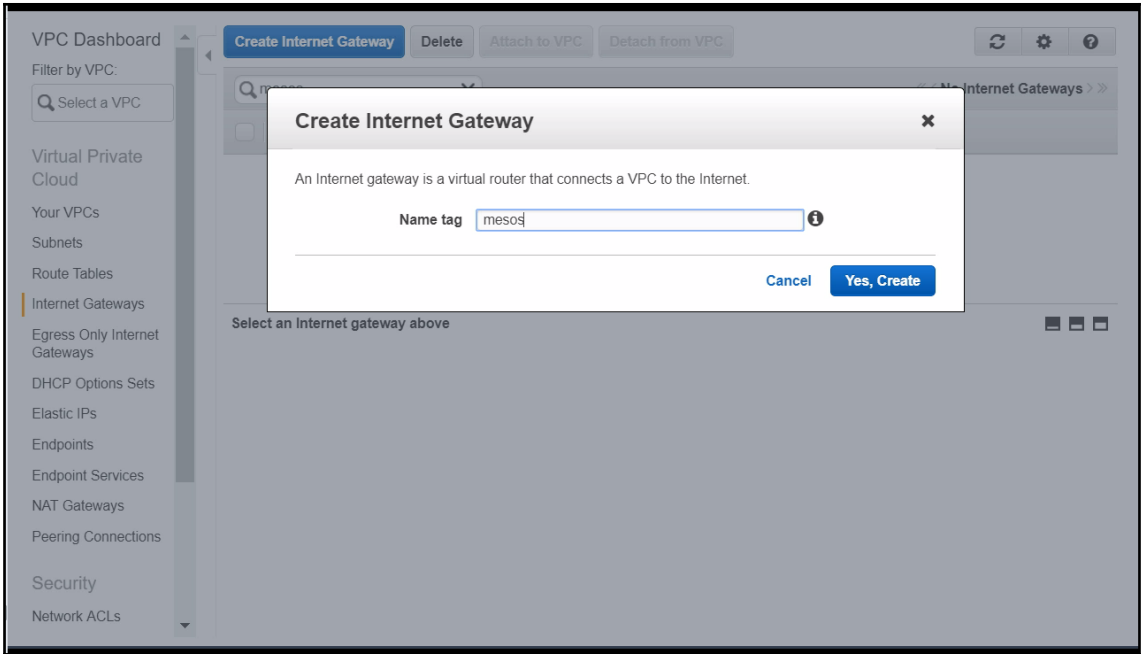 VPC Dashboard
Filter by VPC:
Select a VPC
Virtual Private
Cloud
Your VPCs
Subnets
Route Tables
Internet Gateways
Egress Only Internet
Gateways
DHCP Options Sets
Elastic IPs
Endpoints
Endpoint Services
NAT Gateways
Peering Connections
Security
Network ACLs
Create Internet Gateway Delete Attach to VPC Detach from VPC
No Internet Gateways
Create Internet Gateway
An Internet gateway is a virtual router that connects a VPC to the Internet.
Name tag mesos
Cancel Yes, Create
Select an Internet gateway above